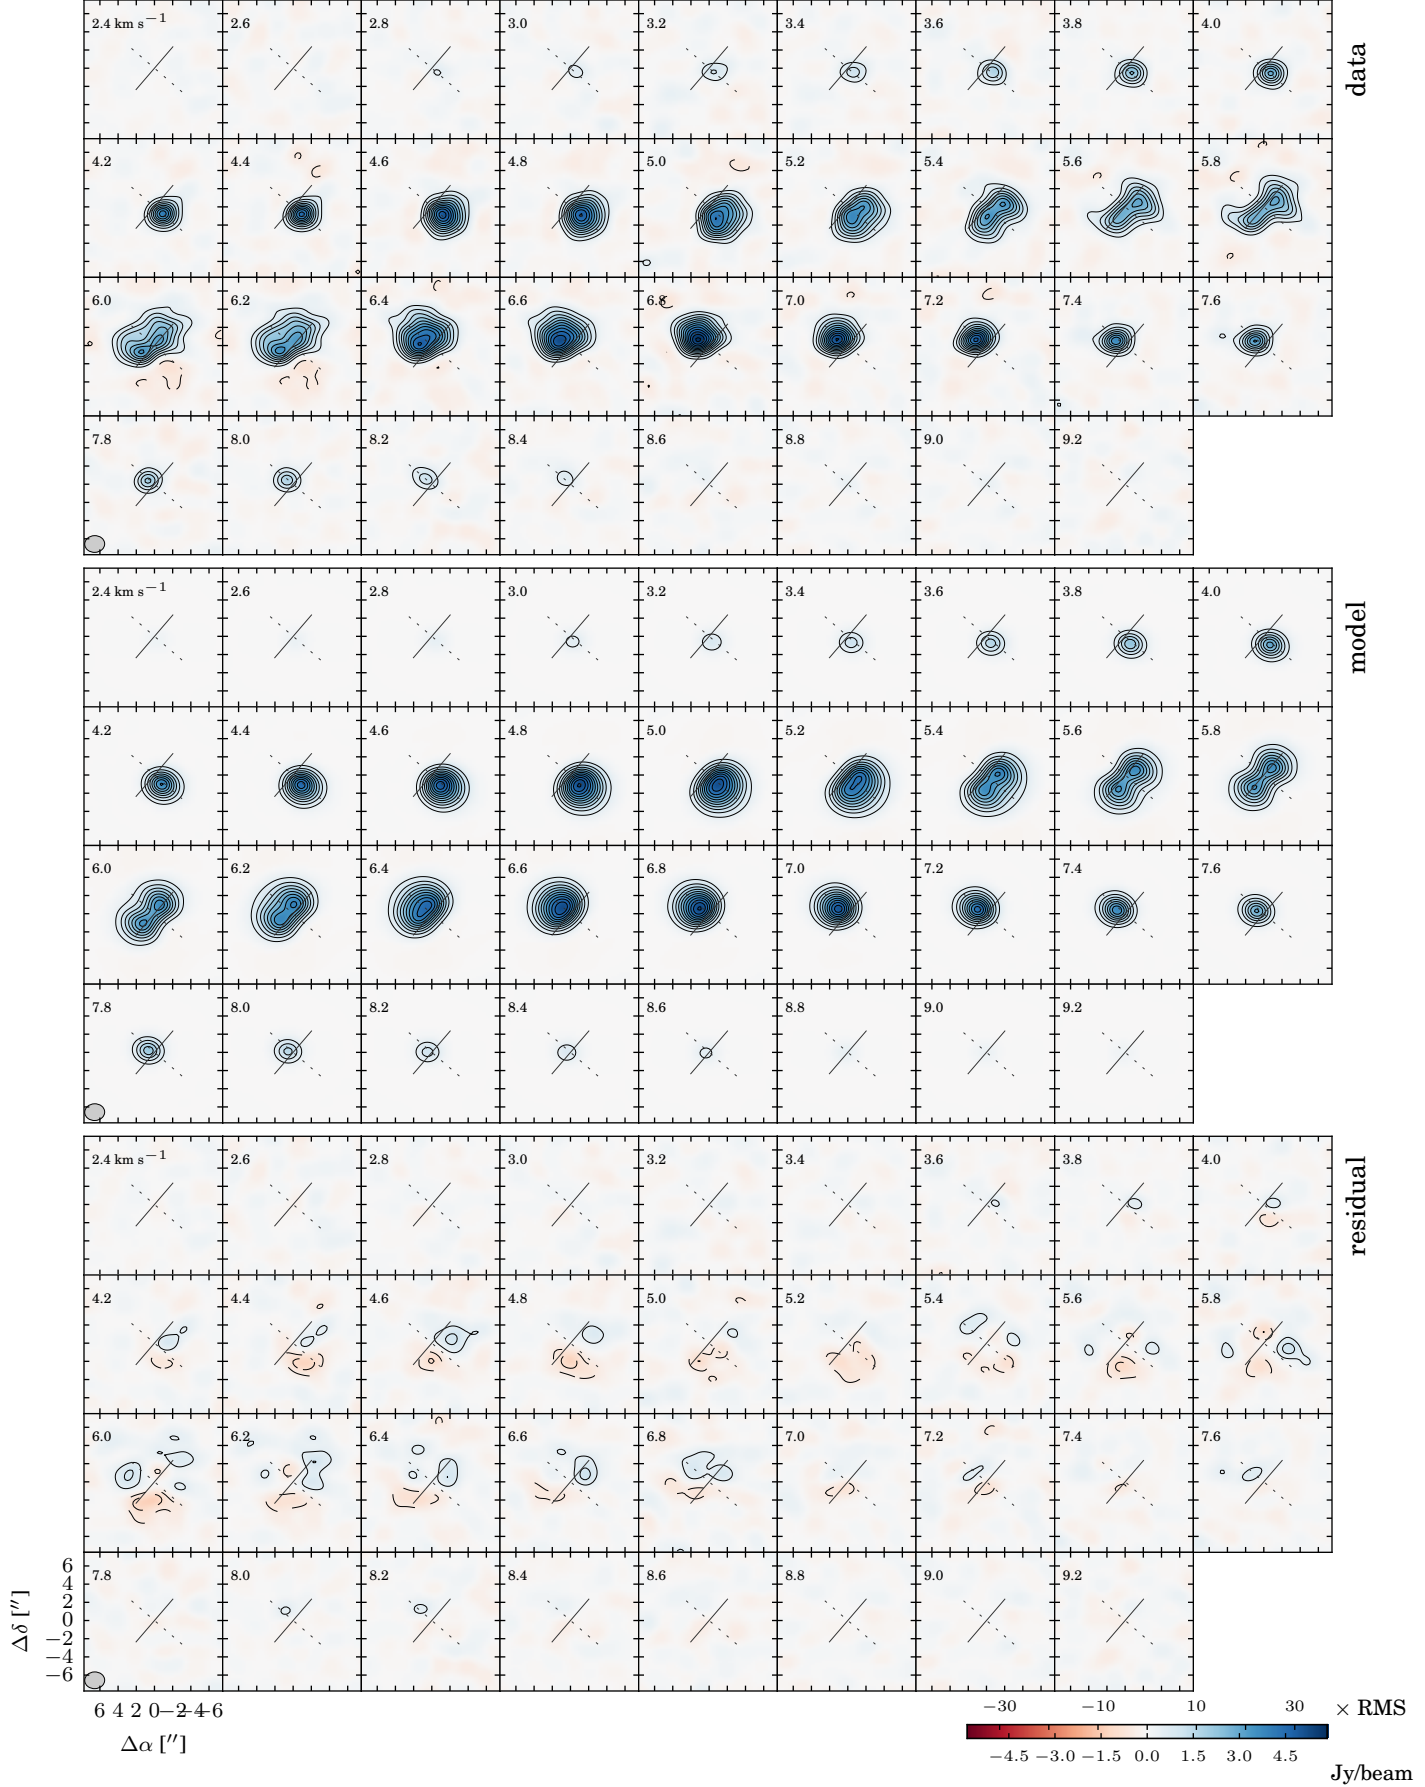 2.4 km s−1 2.6 2.8 3.0 3.2 3.4 3.6 3.8 4.0
data
4.2 4.4 4.6 4.8 5.0 5.2 5.4 5.6 5.8
6.0 6.2 6.4 6.6 6.8 7.0 7.2 7.4 7.6
7.8 8.0 8.2 8.4 8.6 8.8 9.0 9.2
2.4 km s−1 2.6 2.8 3.0 3.2 3.4 3.6 3.8 4.0
model
4.2 4.4 4.6 4.8 5.0 5.2 5.4 5.6 5.8
6.0 6.2 6.4 6.6 6.8 7.0 7.2 7.4 7.6
7.8 8.0 8.2 8.4 8.6 8.8 9.0 9.2
2.4 km s−1 2.6 2.8 3.0 3.2 3.4 3.6 3.8 4.0
residual
4.2 4.4 4.6 4.8 5.0 5.2 5.4 5.6 5.8
6.0 6.2 6.4 6.6 6.8 7.0 7.2 7.4 7.6
7.8 8.0 8.2 8.4 8.6 8.8 9.0 9.2
6
4
2
0
−2
−4
−6
Δδ [″]
6 4 2 0−2−4−6
Δα [″]
−30 −10 10 30 × RMS
−4.5 −3.0 −1.5 0.0 1.5 3.0 4.5
Jy/beam